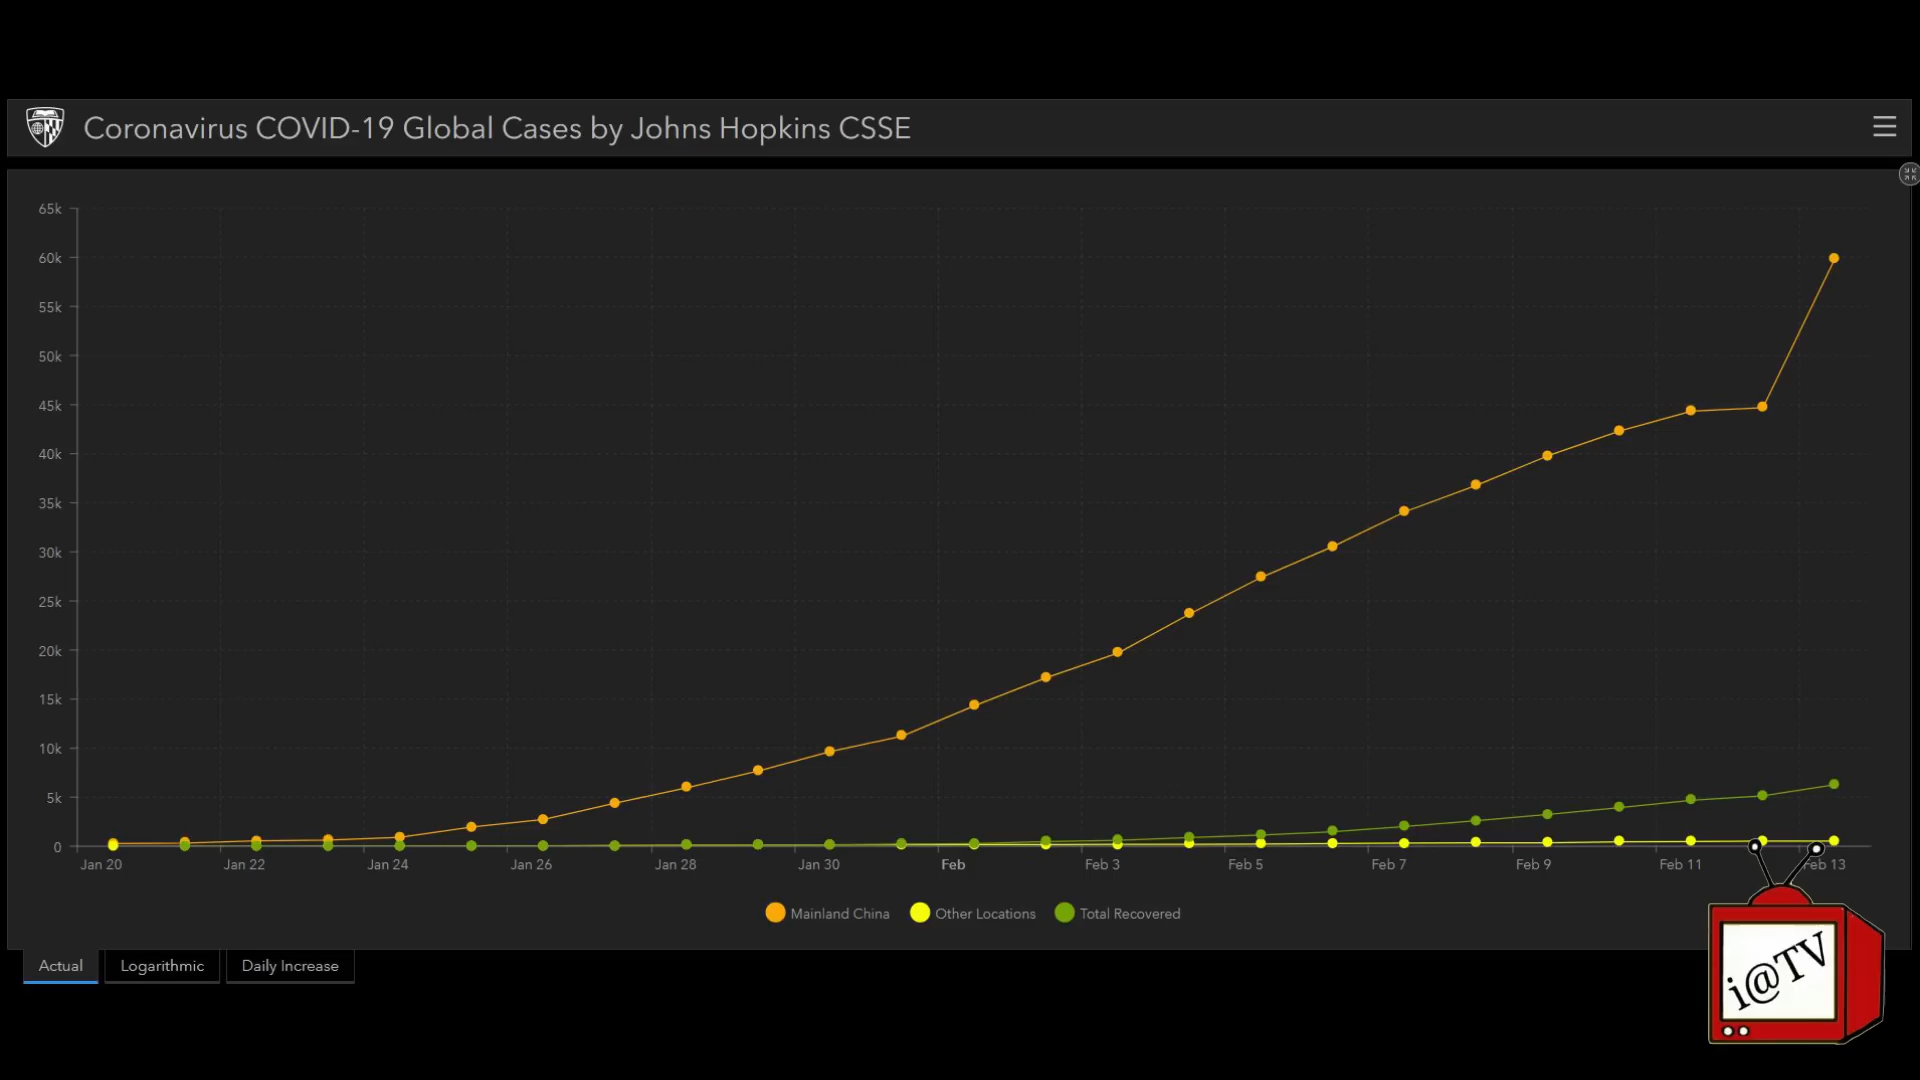 Coronavirus COVID-19 Global Cases by Johns Hopkins CSSE
65k
60k
55k
50k
45k
40k
35k
30k
25k
20k
15k
10k
5k
0
Jan 20 Jan 22 Jan 24 Jan 26 Jan 28 Jan 30 Feb Feb 3 Feb 5 Feb 7 Feb 9 Feb 11 Feb 13
Mainland China Other Locations Total Recovered
Actual Logarithmic Daily Increase
i@TV